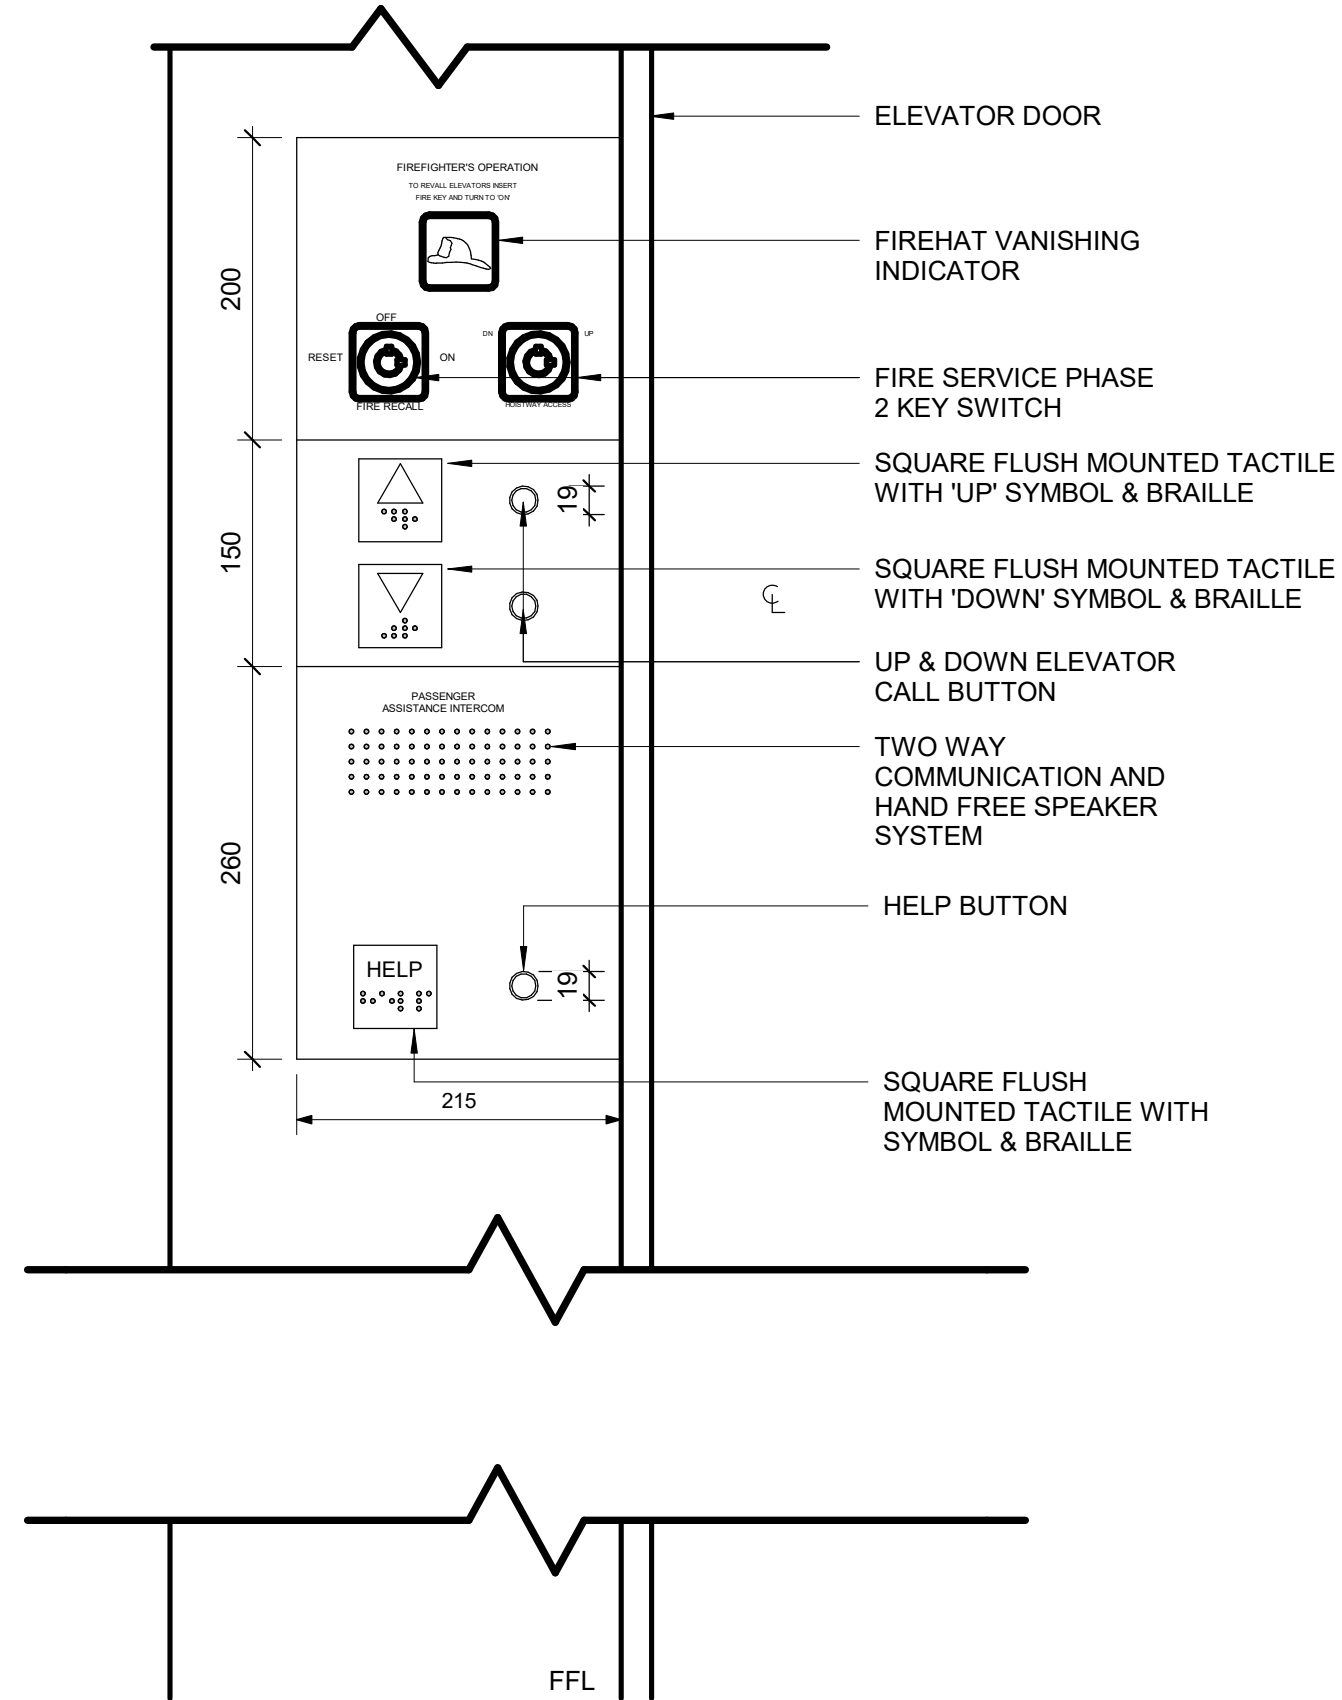 ELEVATOR DOOR
FIREFIGHTER'S OPERATION
TO REVALL ELEVATORS INSERT
FIRE KEY AND TURN TO 'ON'
FIREHAT VANISHING
INDICATOR
200
OFF
RESET
ON
FIRE RECALL
DN
UP
HOISTWAY ACCESS
FIRE SERVICE PHASE
2 KEY SWITCH
SQUARE FLUSH MOUNTED TACTILE
WITH 'UP' SYMBOL & BRAILLE
19
150
SQUARE FLUSH MOUNTED TACTILE
WITH 'DOWN' SYMBOL & BRAILLE
CL
UP & DOWN ELEVATOR
CALL BUTTON
PASSENGER
ASSISTANCE INTERCOM
TWO WAY
COMMUNICATION AND
HAND FREE SPEAKER
SYSTEM
260
HELP BUTTON
HELP
19
SQUARE FLUSH
MOUNTED TACTILE WITH
SYMBOL & BRAILLE
215
FFL